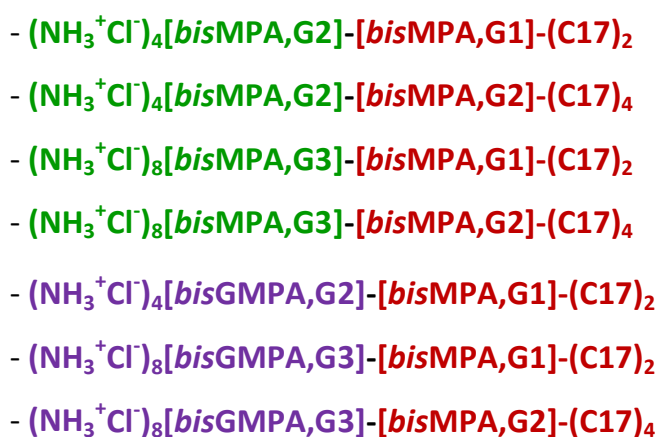 - (NH₃⁺Cl⁻)₄[bisMPA,G2]-[bisMPA,G1]-(C17)₂
- (NH₃⁺Cl⁻)₄[bisMPA,G2]-[bisMPA,G2]-(C17)₄
- (NH₃⁺Cl⁻)₈[bisMPA,G3]-[bisMPA,G1]-(C17)₂
- (NH₃⁺Cl⁻)₈[bisMPA,G3]-[bisMPA,G2]-(C17)₄
- (NH₃⁺Cl⁻)₄[bisGMPA,G2]-[bisMPA,G1]-(C17)₂
- (NH₃⁺Cl⁻)₈[bisGMPA,G3]-[bisMPA,G1]-(C17)₂
- (NH₃⁺Cl⁻)₈[bisGMPA,G3]-[bisMPA,G2]-(C17)₄